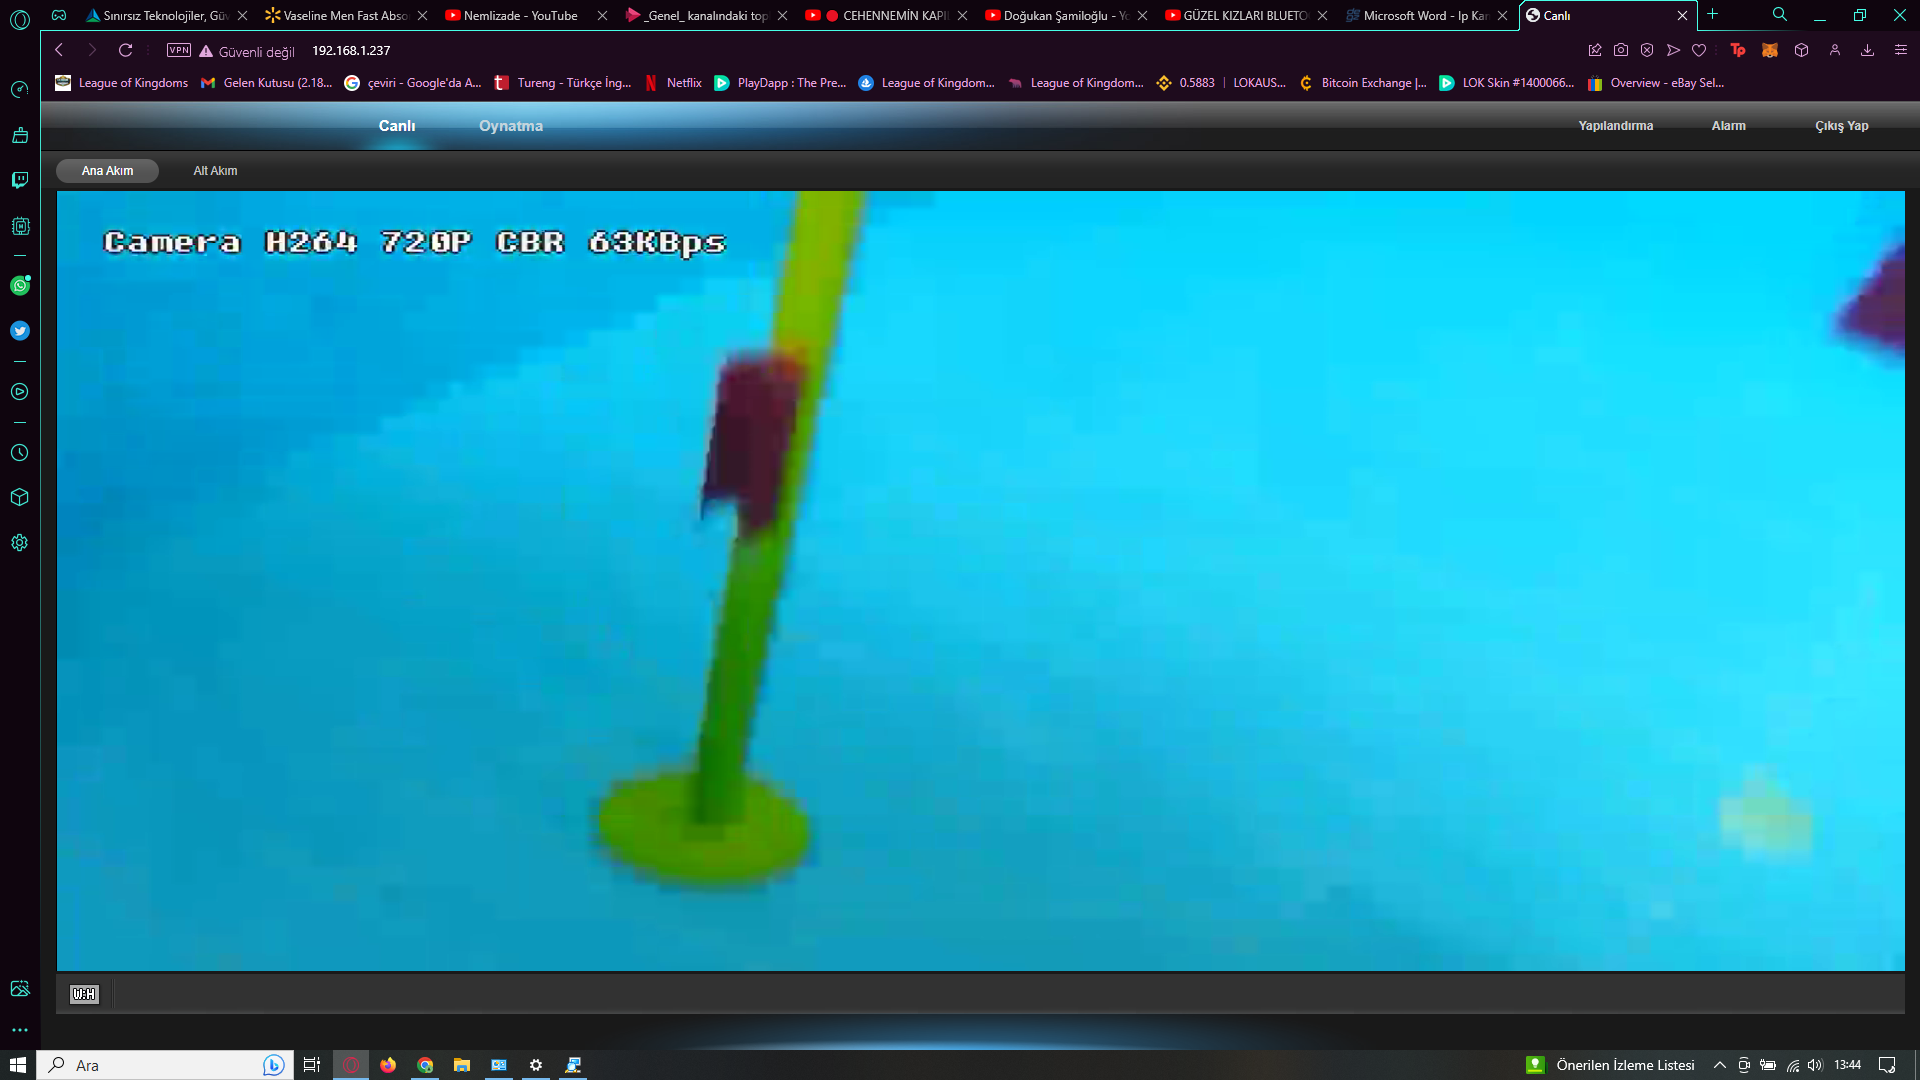 Sınırsız Teknolojiler, Gü
Vaseline Men Fast Abso
Nemlizade - YouTube
_Genel_ kanalındaki top
CEHENNEMİN KAPI
Doğukan Şamiloğlu - Yo
GÜZEL KIZLARI BLUETO
Microsoft Word - Ip Kar
Canlı
VPN
Güvenli değil
192.168.1.237
League of Kingdoms
Gelen Kutusu (2.18...
çeviri - Google'da A...
Tureng - Türkçe İng...
Netflix
PlayDapp : The Pre...
League of Kingdom...
League of Kingdom...
0.5883 | LOKAUS...
Bitcoin Exchange |...
LOK Skin #1400066...
Overview - eBay Sel...
Canlı
Oynatma
Yapılandırma
Alarm
Çıkış Yap
Ana Akım
Alt Akım
Camera H264 720P CBR 63KBps
W:H
Ara
Önerilen İzleme Listesi
13:44